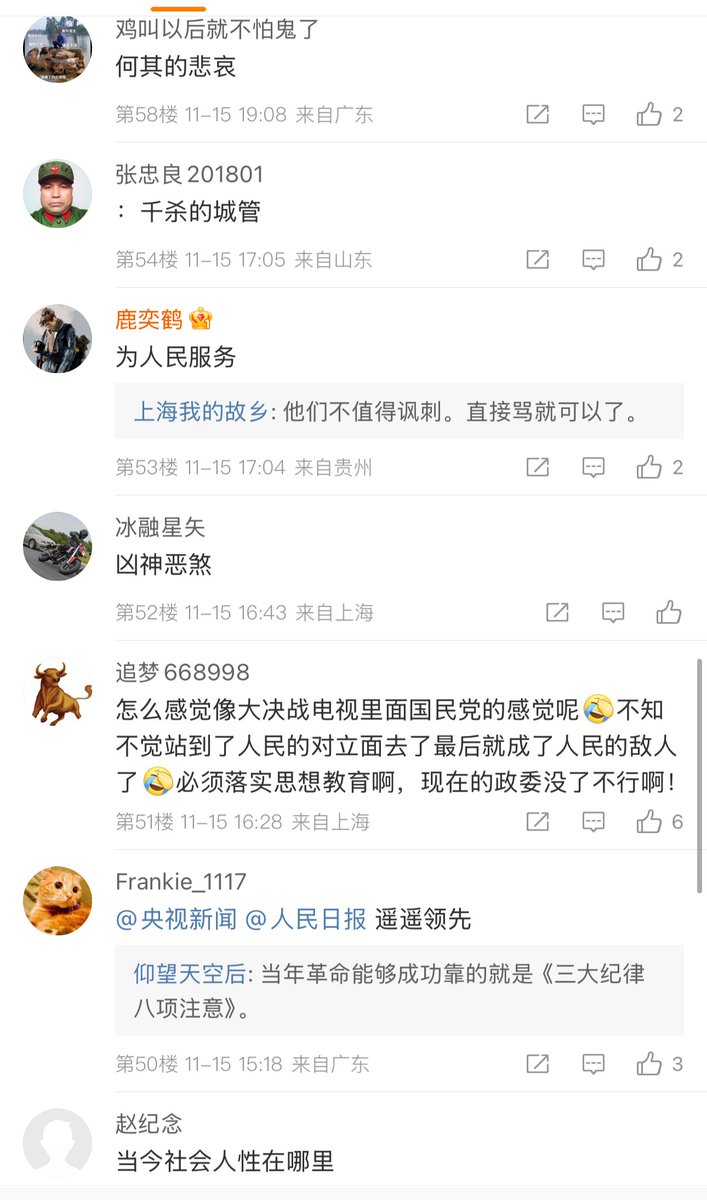 鸡叫以后就不怕鬼了
何其的悲哀
第58楼 11-15 19:08 来自广东
2
张忠良201801
：千杀的城管
第54楼 11-15 17:05 来自山东
2
鹿奕鹤
为人民服务
上海我的故乡: 他们不值得讽刺。直接骂就可以了。
第53楼 11-15 17:04 来自贵州
2
冰融星矢
凶神恶煞
第52楼 11-15 16:43 来自上海
追梦668998
怎么感觉像大决战电视里面国民党的感觉呢🤣不知
不觉站到了人民的对立面去了最后就成了人民的敌人
了🤣必须落实思想教育啊，现在的政委没了不行啊！
第51楼 11-15 16:28 来自上海
6
Frankie_1117
@央视新闻 @人民日报 遥遥领先
仰望天空后: 当年革命能够成功靠的就是《三大纪律
八项注意》。
第50楼 11-15 15:18 来自广东
3
赵纪念
当今社会人性在哪里